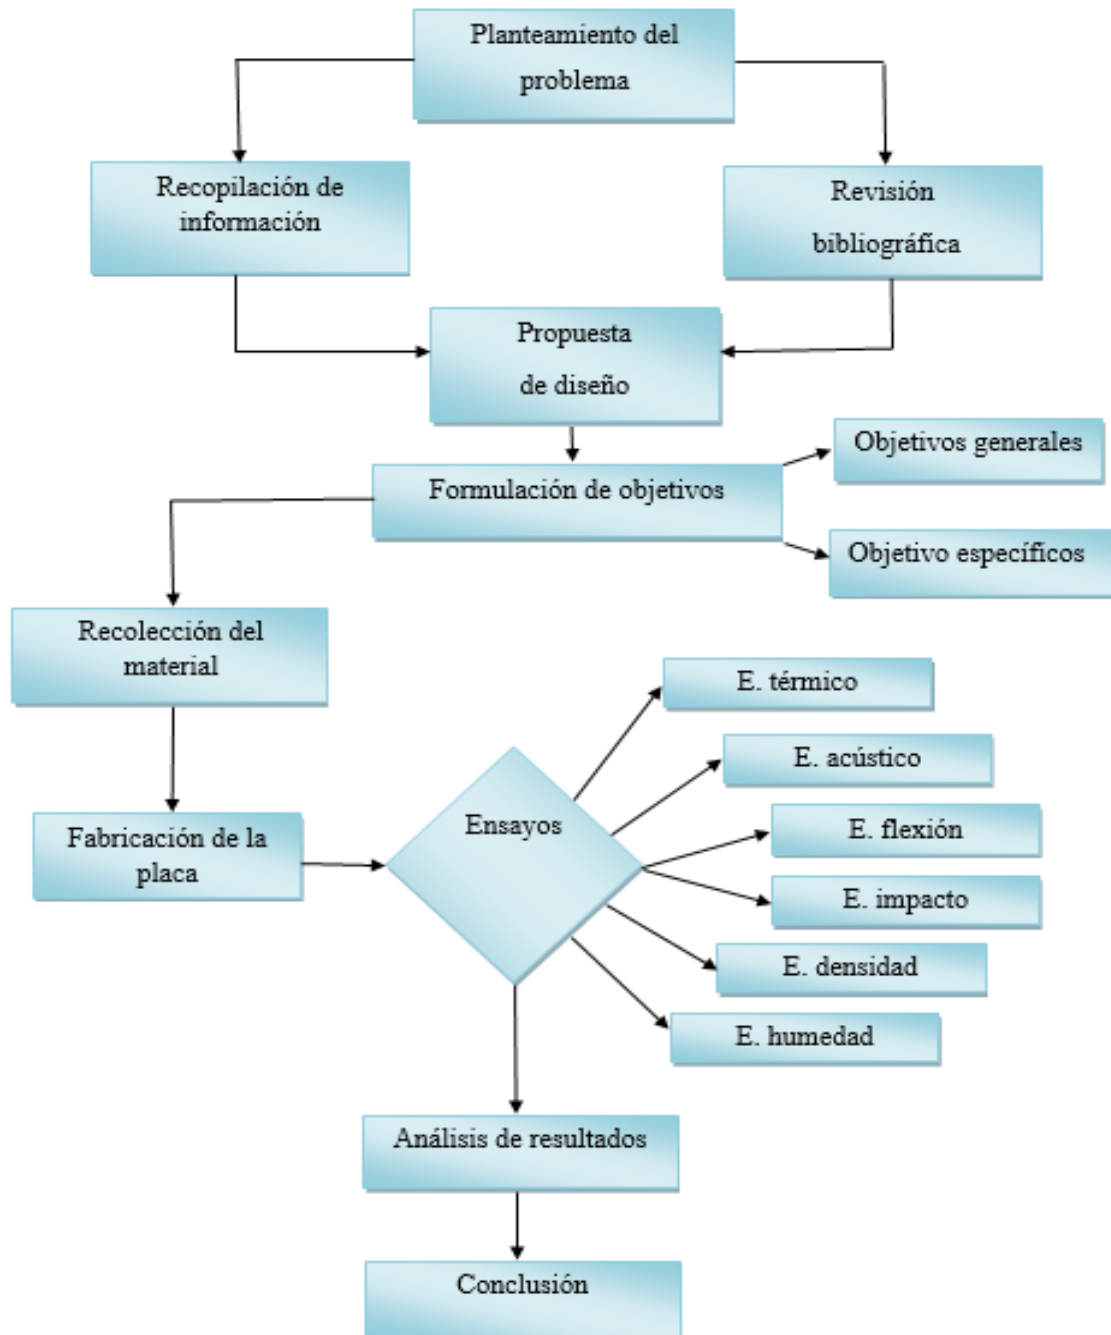 Planteamiento del
problema
Recopilación de
información
Revisión
bibliográfica
Propuesta
de diseño
Formulación de objetivos
Objetivos generales
Objetivo específicos
Recolección del
material
Fabricación de la
placa
Ensayos
E. térmico
E. acústico
E. flexión
E. impacto
E. densidad
E. humedad
Análisis de resultados
Conclusión